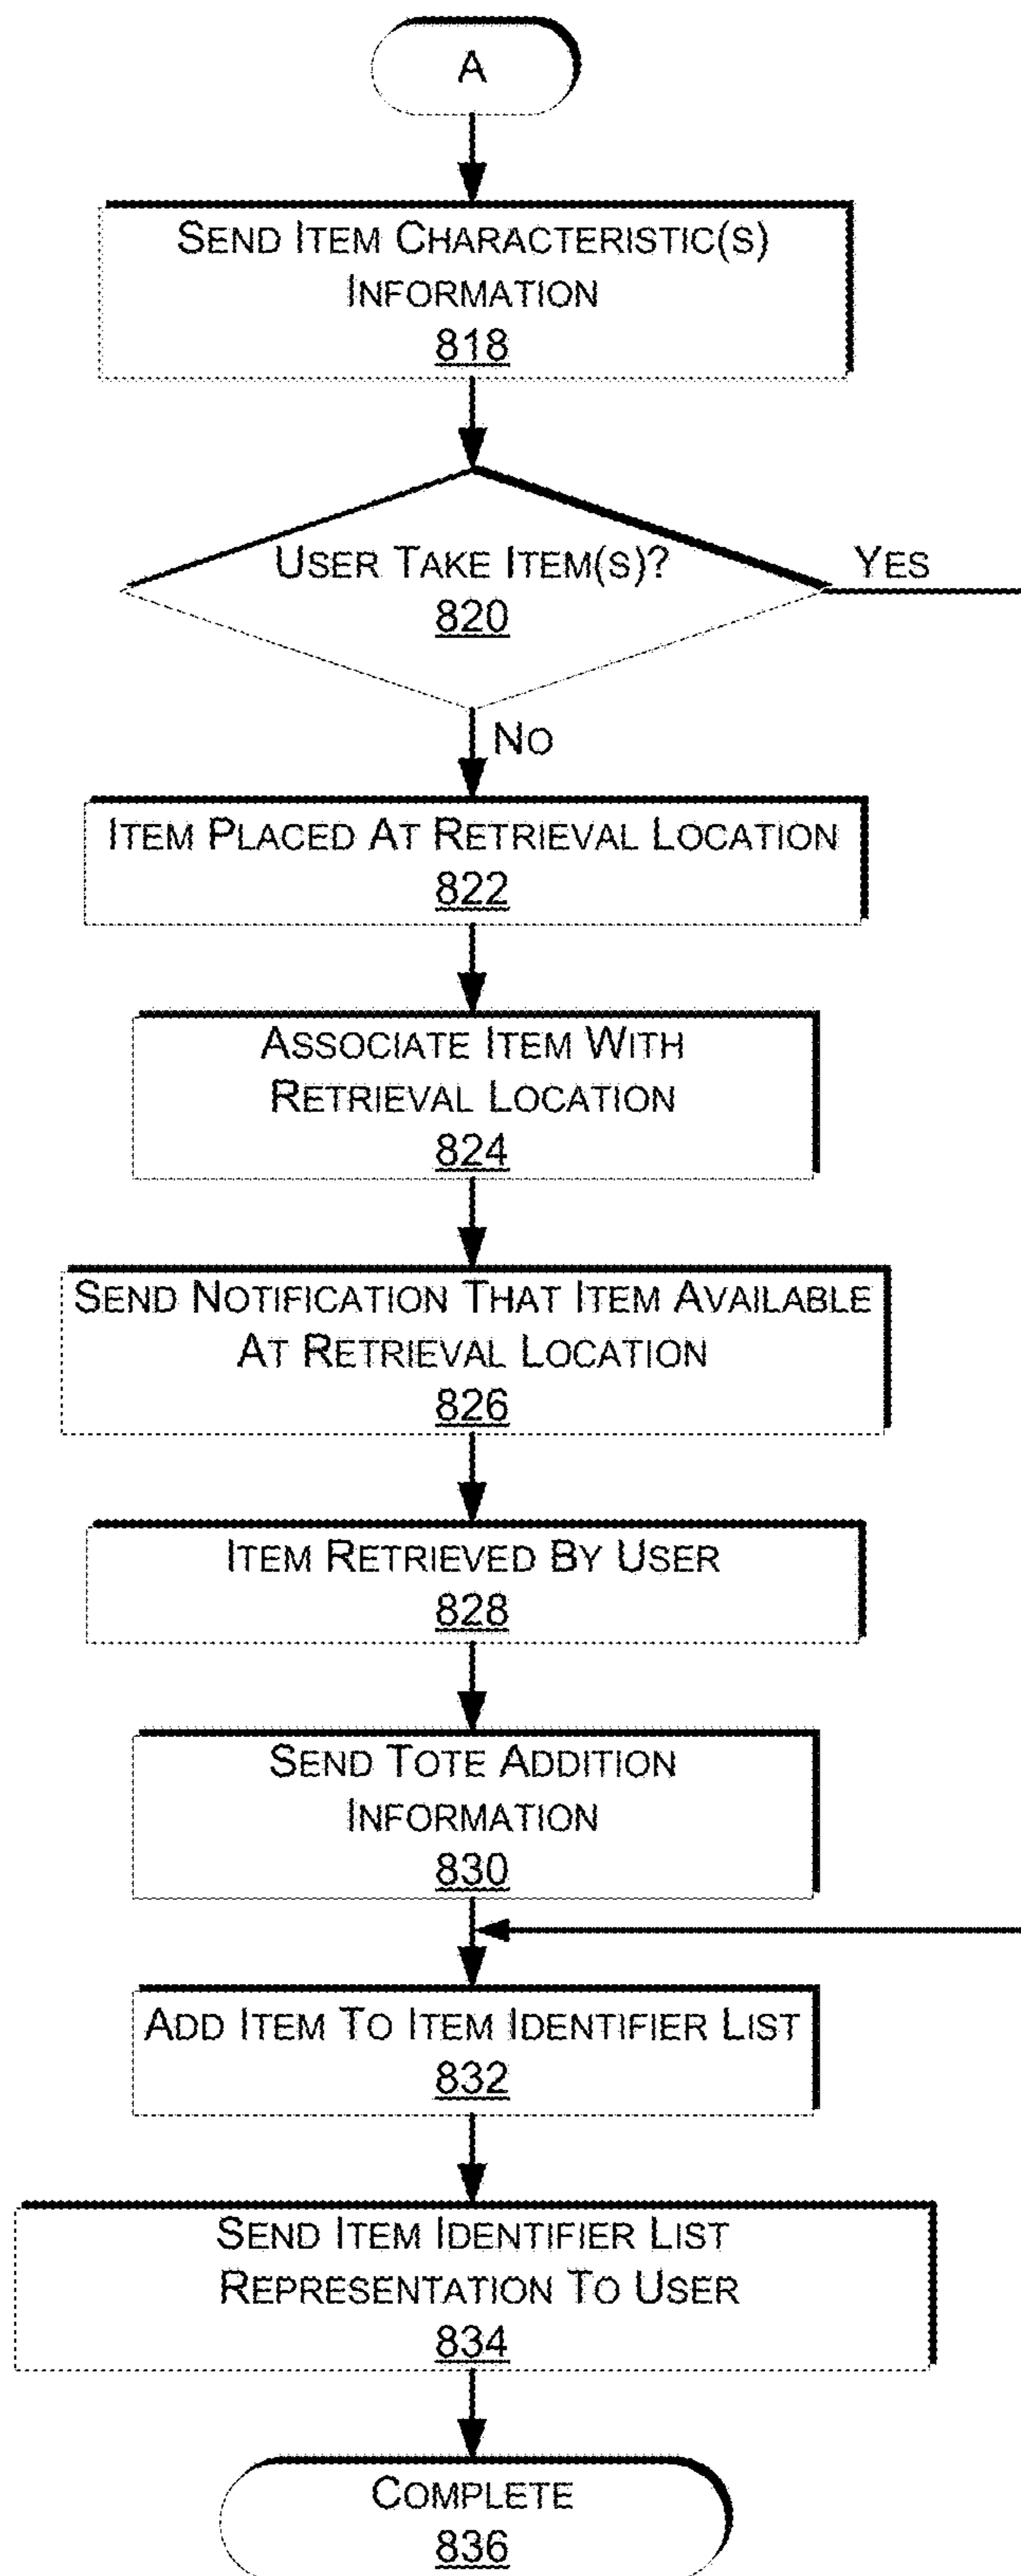 A
SEND ITEM CHARACTERISTIC(S)
INFORMATION
818
USER TAKE ITEM(S)?
820
YES
NO
ITEM PLACED AT RETRIEVAL LOCATION
822
ASSOCIATE ITEM WITH
RETRIEVAL LOCATION
824
SEND NOTIFICATION THAT ITEM AVAILABLE
AT RETRIEVAL LOCATION
826
ITEM RETRIEVED BY USER
828
SEND TOTE ADDITION
INFORMATION
830
ADD ITEM TO ITEM IDENTIFIER LIST
832
SEND ITEM IDENTIFIER LIST
REPRESENTATION TO USER
834
COMPLETE
836